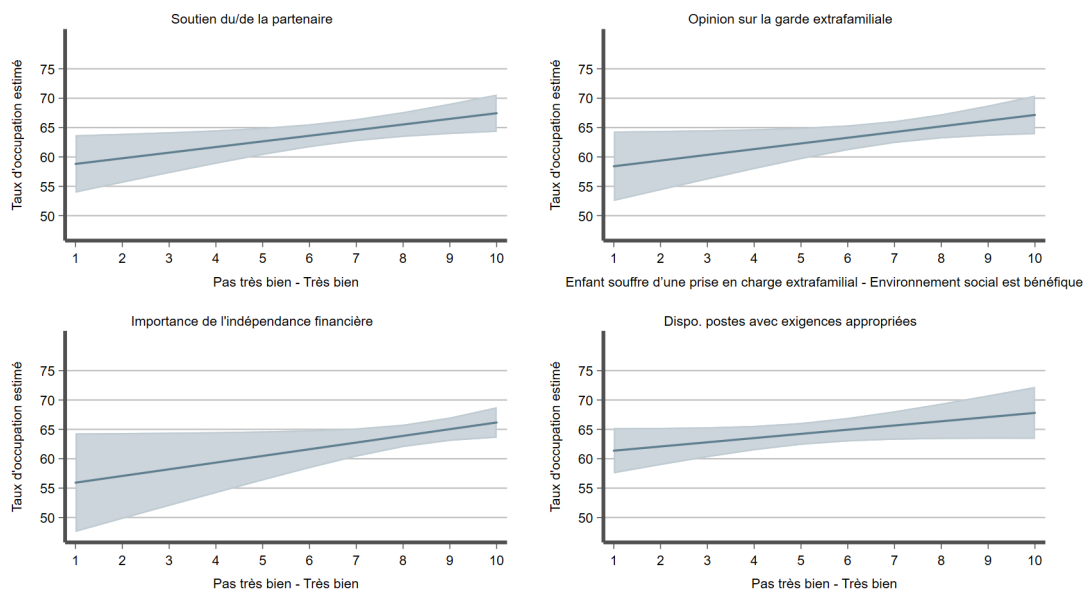 Soutien du/de la partenaire
Taux d'occupation estimé
75
70
65
60
55
50
1 2 3 4 5 6 7 8 9 10
Pas très bien - Très bien
Opinion sur la garde extrafamiliale
Taux d'occupation estimé
75
70
65
60
55
50
1 2 3 4 5 6 7 8 9 10
Enfant souffre d’une prise en charge extrafamilial - Environnement social est bénéfique
Importance de l'indépendance financière
Taux d'occupation estimé
75
70
65
60
55
50
1 2 3 4 5 6 7 8 9 10
Pas très bien - Très bien
Dispo. postes avec exigences appropriées
Taux d'occupation estimé
75
70
65
60
55
50
1 2 3 4 5 6 7 8 9 10
Pas très bien - Très bien